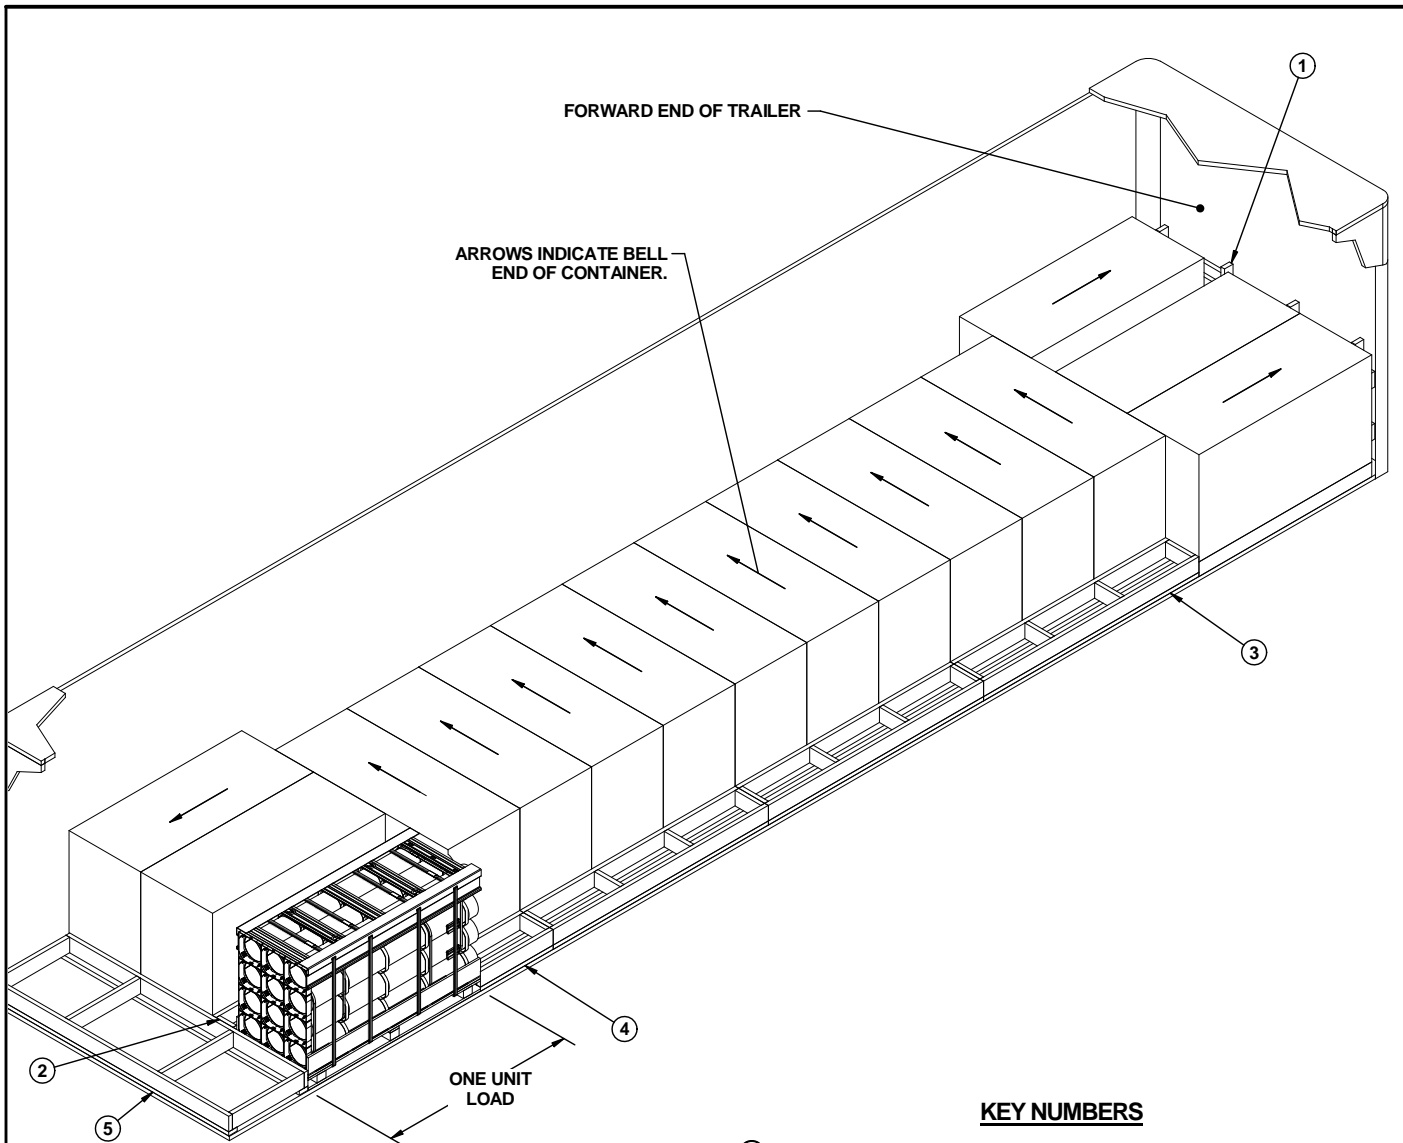 1
FORWARD END OF TRAILER
ARROWS INDICATE BELL
END OF CONTAINER.
3
4
2
5
ONE UNIT
LOAD
KEY NUMBERS